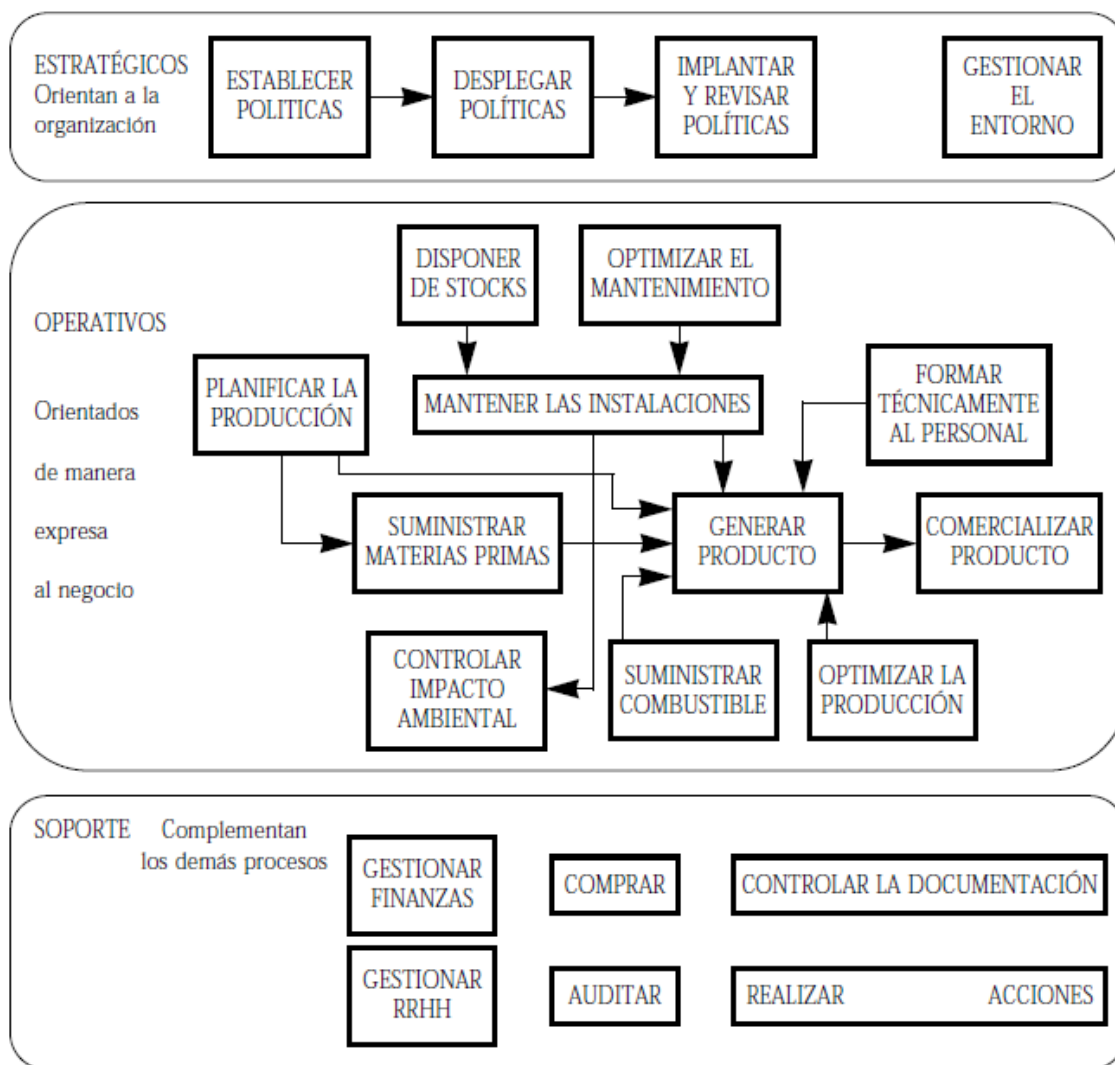 ESTRATÉGICOS
Orientan a la
organización
ESTABLECER
POLITICAS
DESPLEGAR
POLÍTICAS
IMPLANTAR
Y REVISAR
POLÍTICAS
GESTIONAR
EL
ENTORNO
DISPONER
DE STOCKS
OPTIMIZAR EL
MANTENIMIENTO
OPERATIVOS
Orientados
de manera
expresa
al negocio
PLANIFICAR LA
PRODUCCIÓN
MANTENER LAS INSTALACIONES
FORMAR
TÉCNICAMENTE
AL PERSONAL
SUMINISTRAR
MATERIAS PRIMAS
GENERAR
PRODUCTO
COMERCIALIZAR
PRODUCTO
CONTROLAR
IMPACTO
AMBIENTAL
SUMINISTRAR
COMBUSTIBLE
OPTIMIZAR LA
PRODUCCIÓN
SOPORTE Complementan
los demás procesos
GESTIONAR
FINANZAS
COMPRAR
CONTROLAR LA DOCUMENTACIÓN
GESTIONAR
RRHH
AUDITAR
REALIZAR ACCIONES